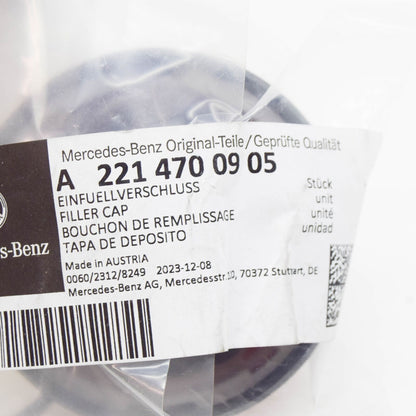 Mercedes-Benz Original-Teile/Geprüfte Qualität
A 221 470 09 05
EINFUELLVERSCHLUSS
FILLER CAP
BOUCHON DE REMPLISSAGE
TAPA DE DEPOSITO
Stück
unit
unité
unidad
es-Benz
Made in AUSTRIA
0060/2312/8249 2023-12-08
Mercedes-Benz AG, Mercedesstr. 70372 DE